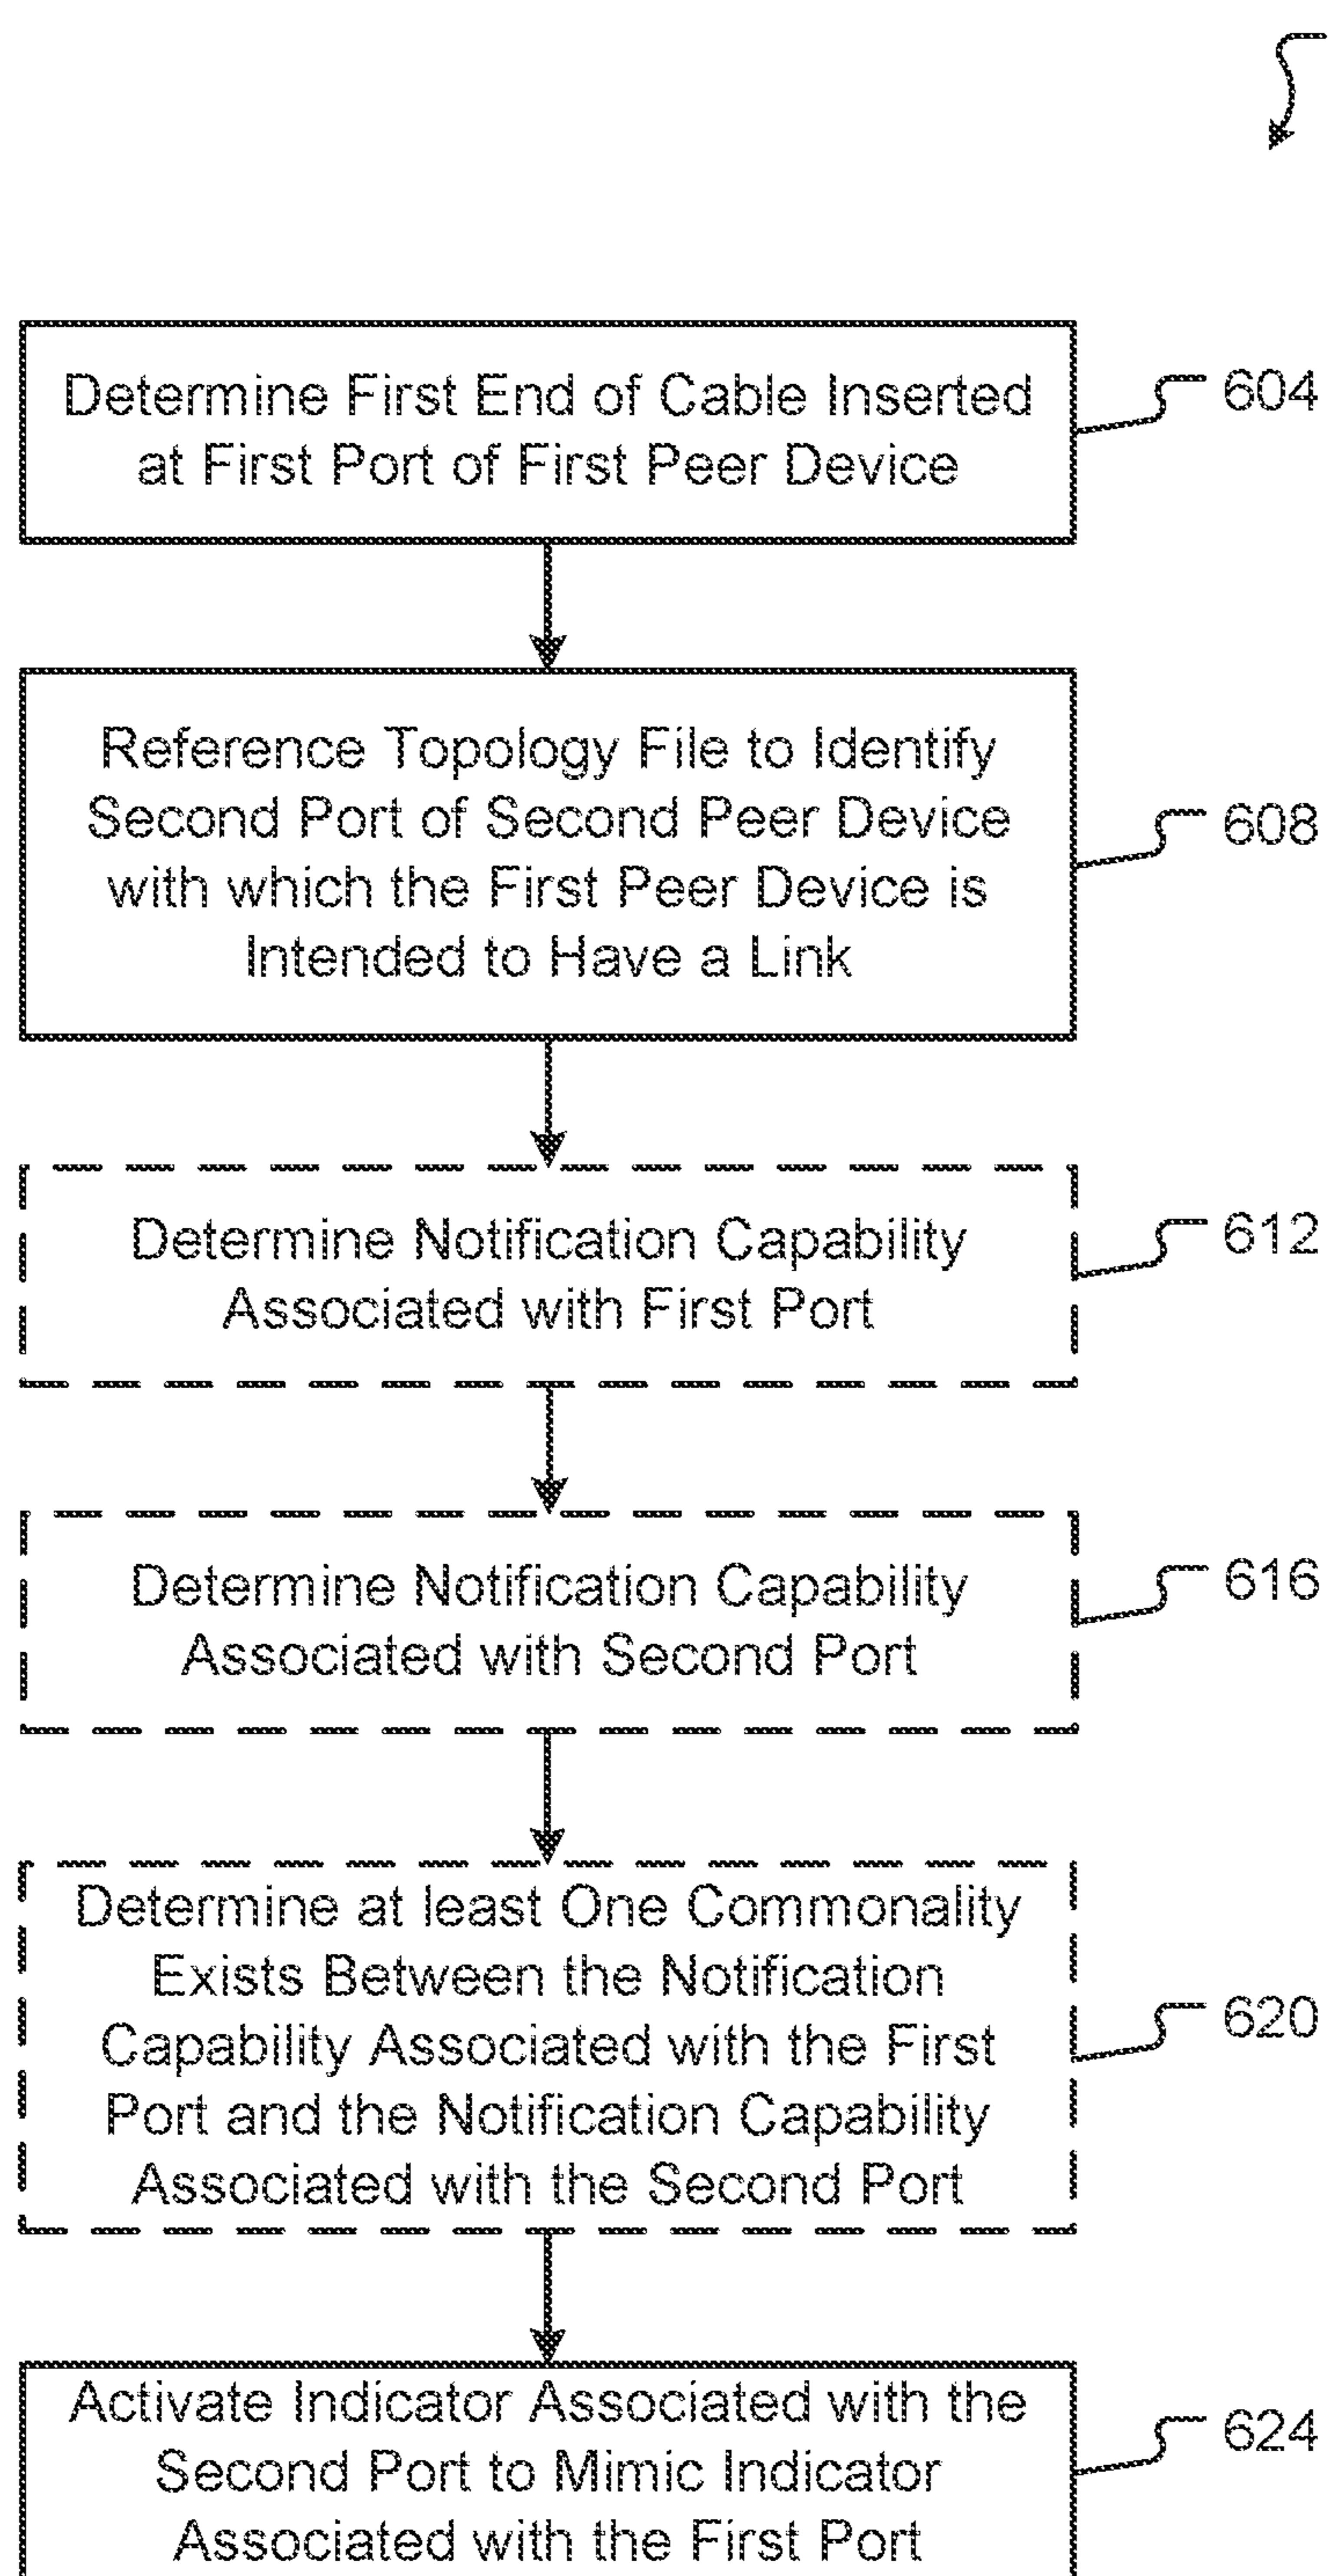 Determine First End of Cable Inserted
at First Port of First Peer Device
604
Reference Topology File to Identify
Second Port of Second Peer Device
with which the First Peer Device is
Intended to Have a Link
608
Determine Notification Capability
Associated with First Port
612
Determine Notification Capability
Associated with Second Port
616
Determine at least One Commonality
Exists Between the Notification
Capability Associated with the First
Port and the Notification Capability
Associated with the Second Port
620
Activate Indicator Associated with the
Second Port to Mimic Indicator
Associated with the First Port
624